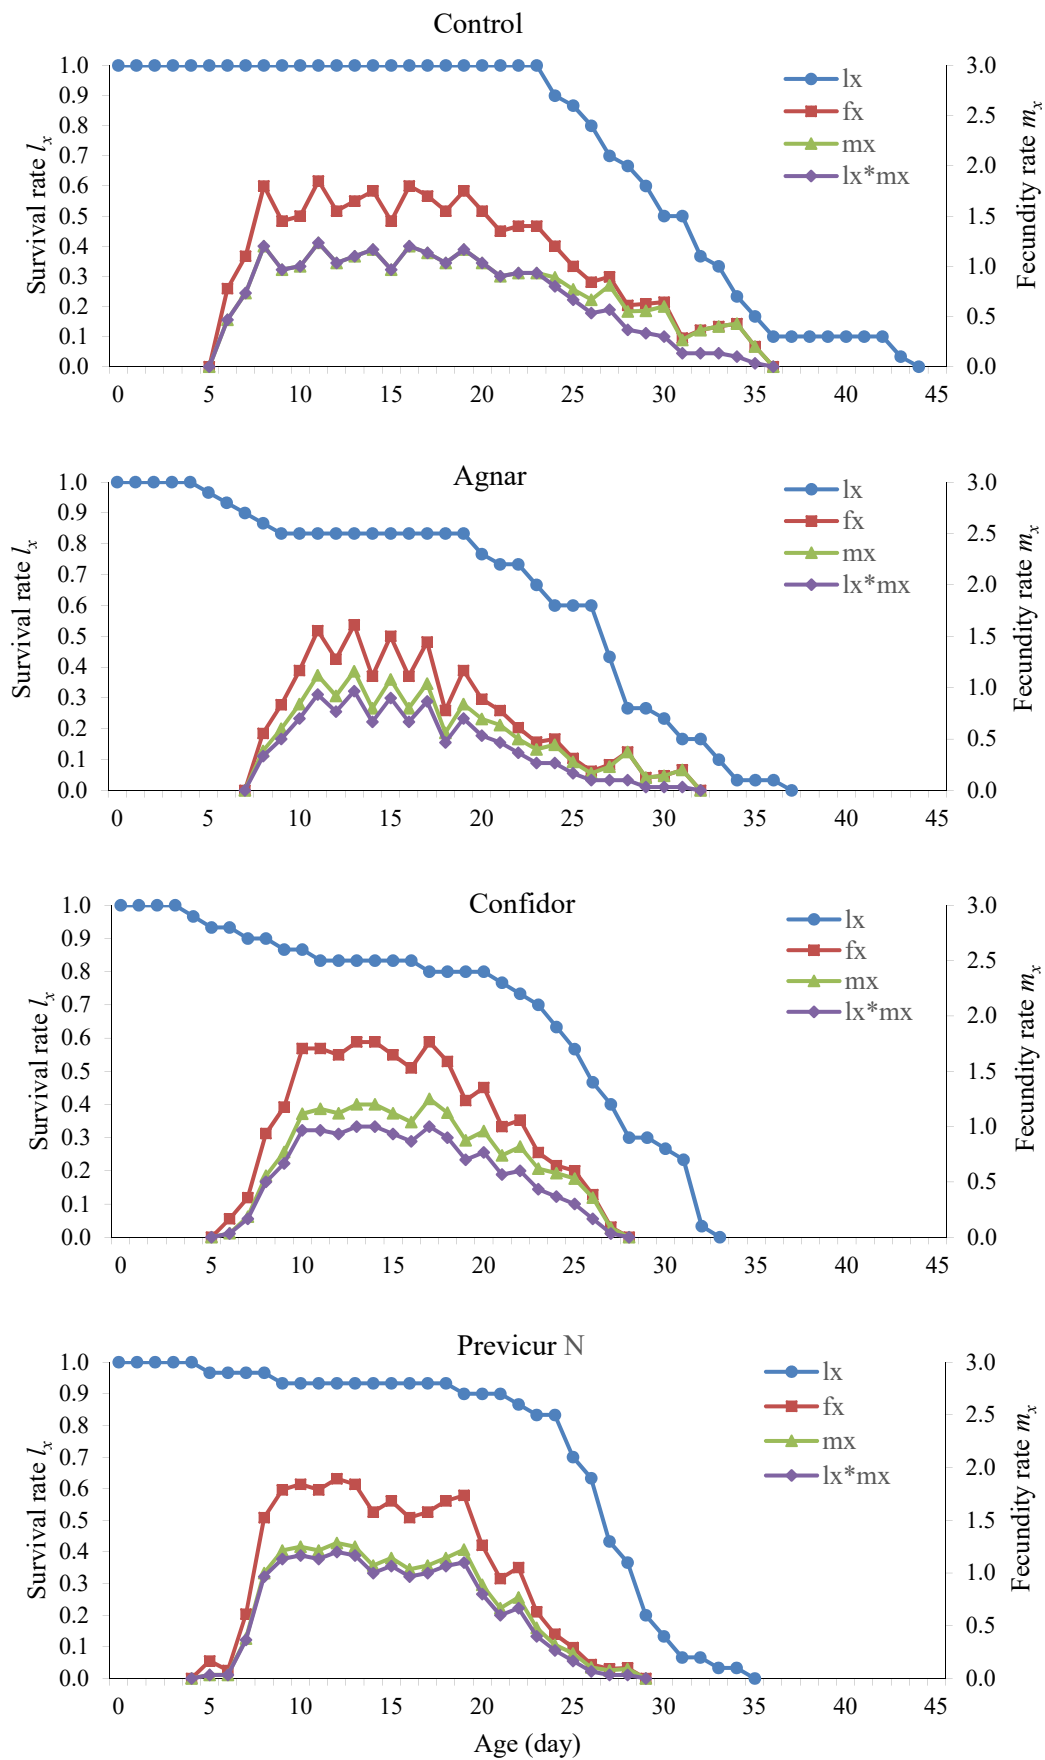 Control
1.0
0.9
0.8
0.7
0.6
0.5
0.4
0.3
0.2
0.1
0.0
Survival rate lx
lx
fx
mx
lx*mx
3.0
2.5
2.0
1.5
1.0
0.5
0.0
Fecundity rate mx
0 5 10 15 20 25 30 35 40 45
Agnar
1.0
0.9
0.8
0.7
0.6
0.5
0.4
0.3
0.2
0.1
0.0
Survival rate lx
lx
fx
mx
lx*mx
3.0
2.5
2.0
1.5
1.0
0.5
0.0
Fecundity rate mx
0 5 10 15 20 25 30 35 40 45
Confidor
1.0
0.9
0.8
0.7
0.6
0.5
0.4
0.3
0.2
0.1
0.0
Survival rate lx
lx
fx
mx
lx*mx
3.0
2.5
2.0
1.5
1.0
0.5
0.0
Fecundity rate mx
0 5 10 15 20 25 30 35 40 45
Previcur N
1.0
0.9
0.8
0.7
0.6
0.5
0.4
0.3
0.2
0.1
0.0
Survival rate lx
lx
fx
mx
lx*mx
3.0
2.5
2.0
1.5
1.0
0.5
0.0
Fecundity rate mx
0 5 10 15 20 25 30 35 40 45
Age (day)